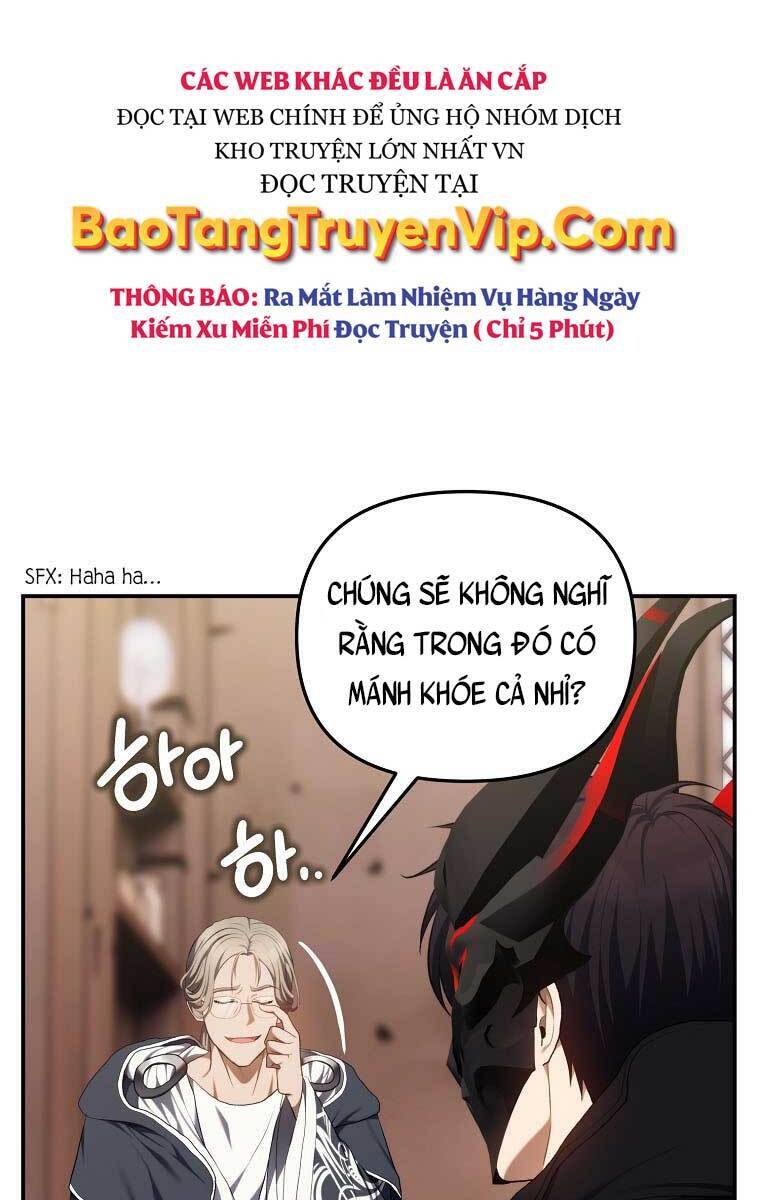 CÁC WEB KHÁC ĐỀU LÀ ĂN CẮP
ĐỌC TẠI WEB CHÍNH ĐỂ ỦNG HỘ NHÓM DỊCH
KHO TRUYỆN LỚN NHẤT VN
ĐỌC TRUYỆN TẠI
BaoTangTruyenVip.Com
THÔNG BÁO: Ra Mắt Làm Nhiệm Vụ Hàng Ngày
Kiếm Xu Miễn Phí Đọc Truyện ( Chỉ 5 Phút)
SFX: Haha ha...
CHÚNG SẼ KHÔNG NGHĨ
RẰNG TRONG ĐÓ CÓ
MÁNH KHÓE CẢ NHỈ?
하아
하..